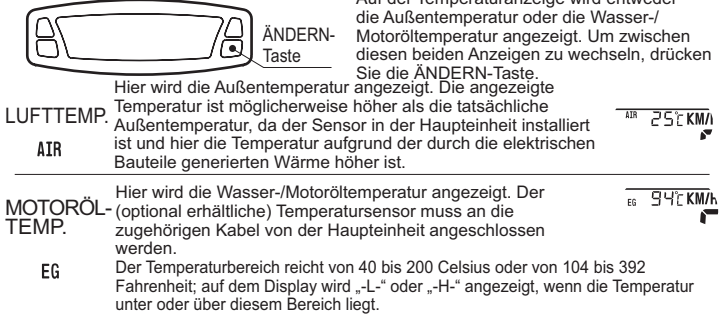 Auf der Temperaturanzeige wird entweder
die Außentemperatur oder die Wasser-/
Motoröltemperatur angezeigt. Um zwischen
diesen beiden Anzeigen zu wechseln, drücken
Sie die ÄNDERN-Taste.
ÄNDERN-
Taste
LUFTTEMP.
AIR
Hier wird die Außentemperatur angezeigt. Die angezeigte
Temperatur ist möglicherweise höher als die tatsächliche
Außentemperatur, da der Sensor in der Haupteinheit installiert
ist und hier die Temperatur aufgrund der durch die elektrischen
Bauteile generierten Wärme höher ist.
AIR 25℃ KM/h
MOTORÖL-
TEMP.
EG
Hier wird die Wasser-/Motoröltemperatur angezeigt. Der
(optional erhältliche) Temperatursensor muss an die
zugehörigen Kabel von der Haupteinheit angeschlossen
werden.
Der Temperaturbereich reicht von 40 bis 200 Celsius oder von 104 bis 392
Fahrenheit; auf dem Display wird „-L-“ oder „-H-“ angezeigt, wenn die Temperatur
unter oder über diesem Bereich liegt.
EG 94℃ KM/h